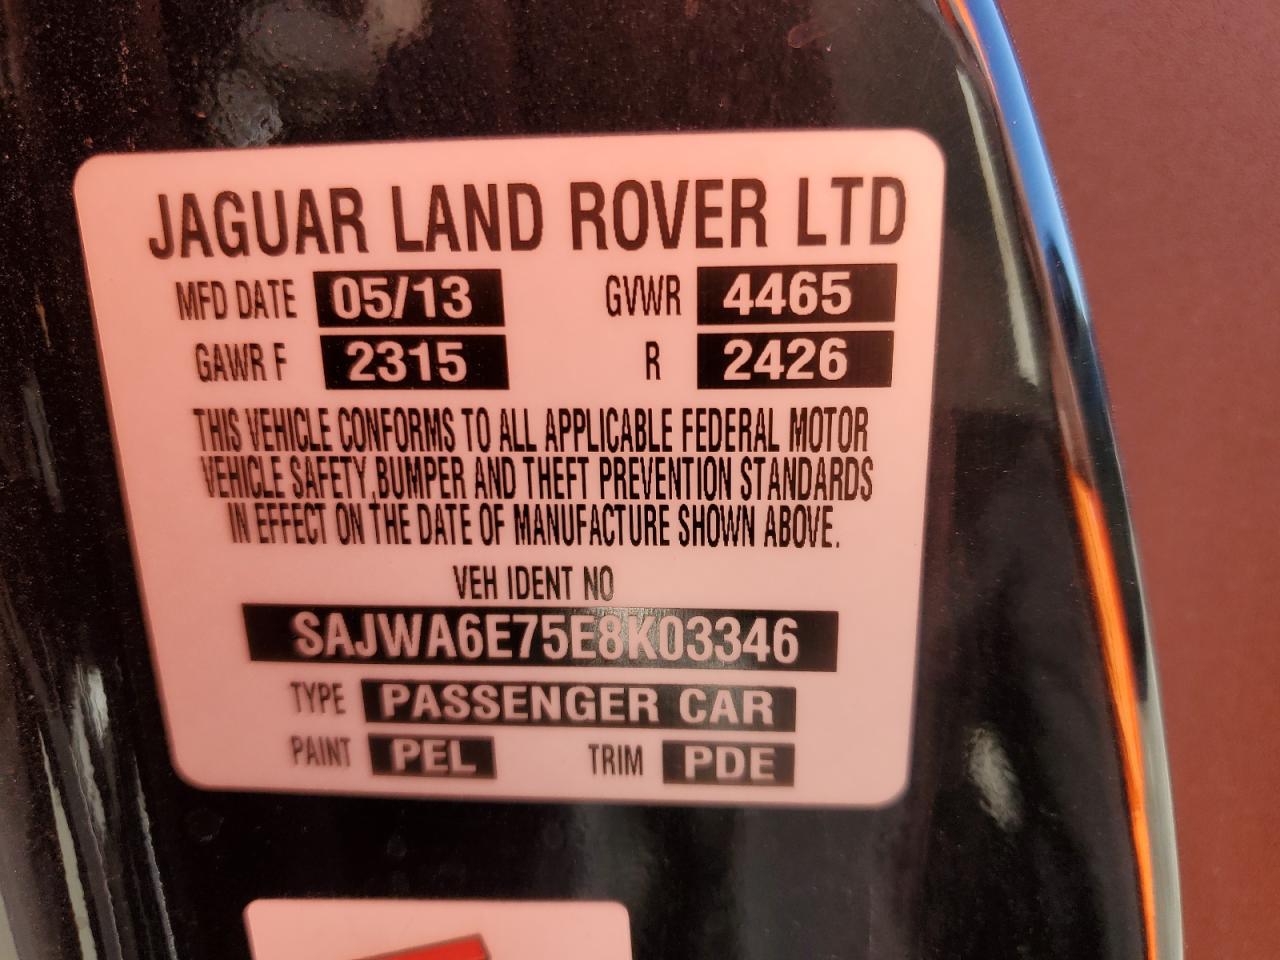 JAGUAR LAND ROVER LTD
MFD DATE 05/13 GVWR 4465
GAWR F 2315 R 2426
THIS VEHICLE CONFORMS TO ALL APPLICABLE FEDERAL MOTOR
VEHICLE SAFETY, BUMPER AND THEFT PREVENTION STANDARDS
IN EFFECT ON THE DATE OF MANUFACTURE SHOWN ABOVE.
VEH IDENT NO
SAJWA6E75E8K03346
TYPE PASSENGER CAR
PAINT PEL TRIM PDE